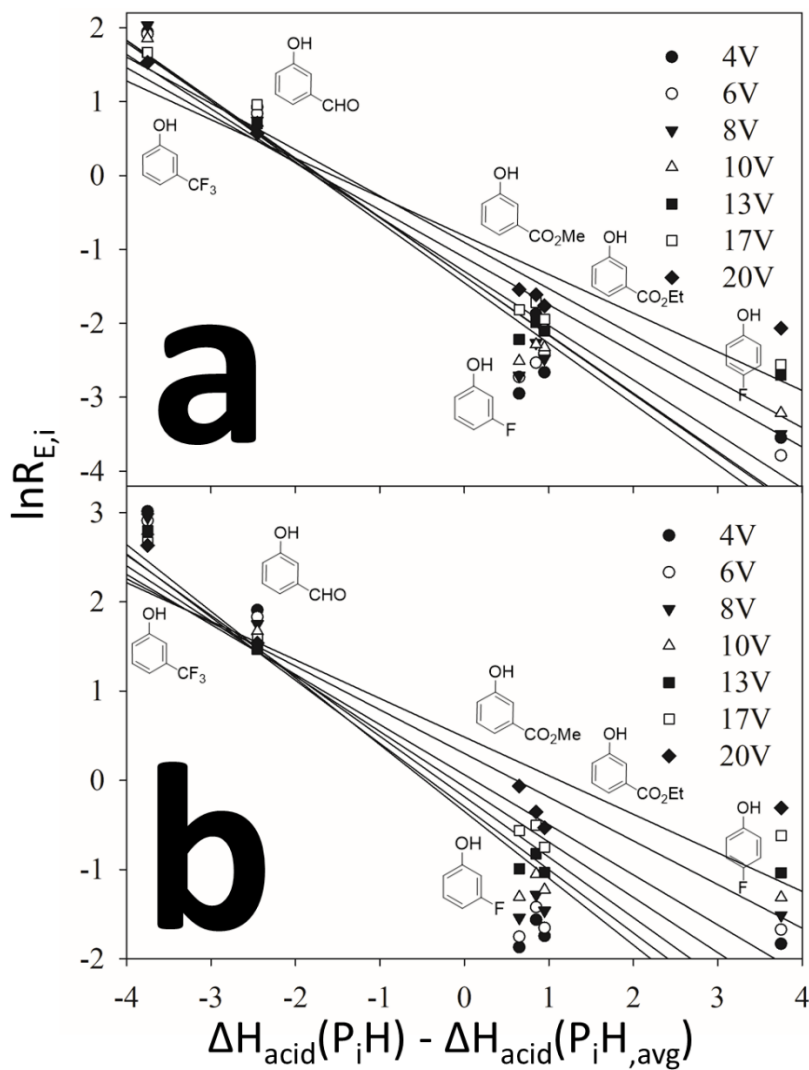 2
1
0
-1
-2
-3
-4
a
OH
CHO
OH
CF3
OH
CO2Me
OH
CO2Et
OH
F
OH
F
4V
6V
8V
10V
13V
17V
20V
lnRE,i
3
2
1
0
-1
-2
b
OH
CHO
OH
CF3
OH
CO2Me
OH
CO2Et
OH
F
OH
F
4V
6V
8V
10V
13V
17V
20V
-4 -3 -2 -1 0 1 2 3 4
ΔHacid(PiH) - ΔHacid(PiH,avg)